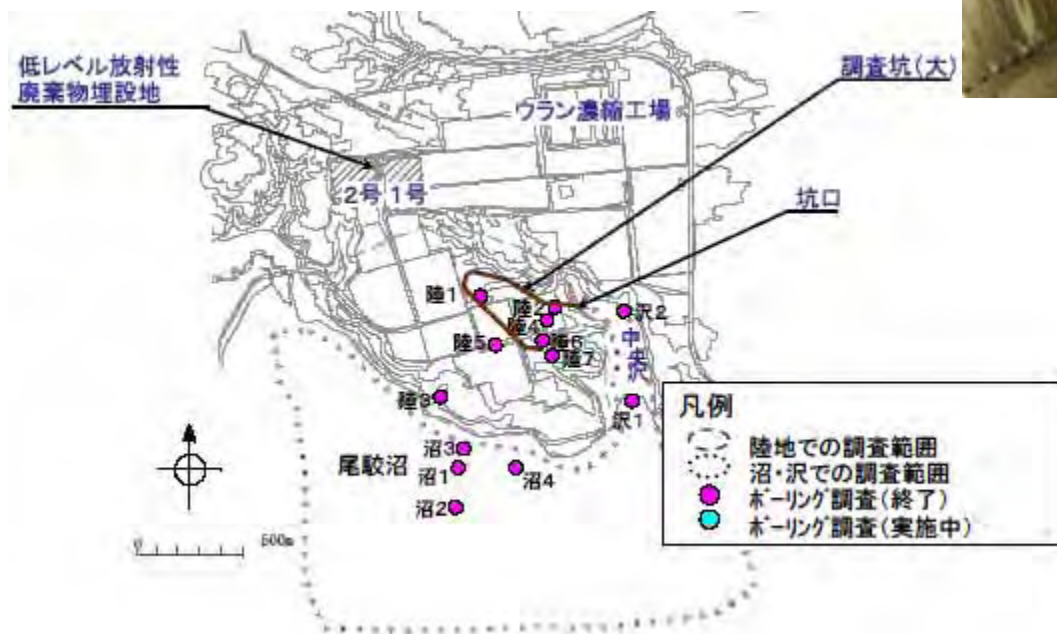 低レベル放射性
廃棄物埋設地
調査坑(大)
ウラン濃縮工場
2号 1号
坑口
陸1
陸2
沢2
陸4
陸5
陸6
陸7
中央沢
陸3
沢1
沼3
尾駮沼
沼1
沼4
沼2
0
500m
凡例
陸地での調査範囲
沼・沢での調査範囲
ボーリング調査(終了)
ボーリング調査(実施中)